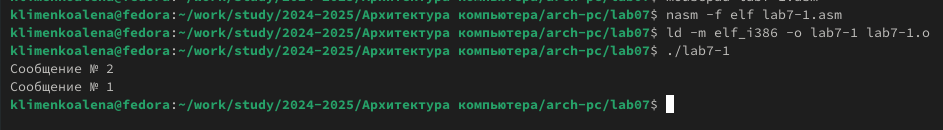 klimenkoalena@fedora:~/work/study/2024-2025/Архитектура компьютера/arch-pc/lab07$ nasm -f elf lab7-1.asm
klimenkoalena@fedora:~/work/study/2024-2025/Архитектура компьютера/arch-pc/lab07$ ld -m elf_i386 -o lab7-1 lab7-1.o
klimenkoalena@fedora:~/work/study/2024-2025/Архитектура компьютера/arch-pc/lab07$ ./lab7-1
Сообщение № 2
Сообщение № 1
klimenkoalena@fedora:~/work/study/2024-2025/Архитектура компьютера/arch-pc/lab07$